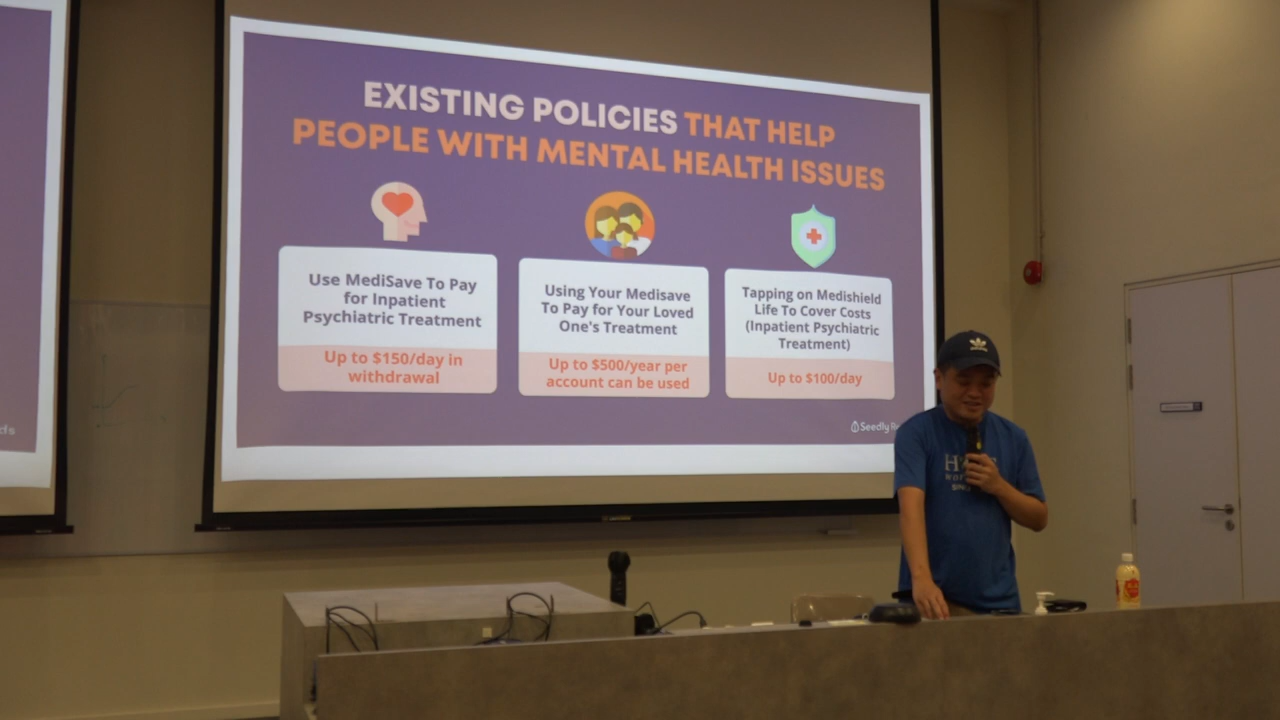 EXISTING POLICIES THAT HELP
PEOPLE WITH MENTAL HEALTH ISSUES
Use MediSave To Pay
for Inpatient
Psychiatric Treatment
Up to $150/day in
withdrawal
Using Your Medisave
To Pay for Your Loved
One's Treatment
Up to $500/year per
account can be used
Tapping on Medishield
Life To Cover Costs
(Inpatient Psychiatric
Treatment)
Up to $100/day
Seedly